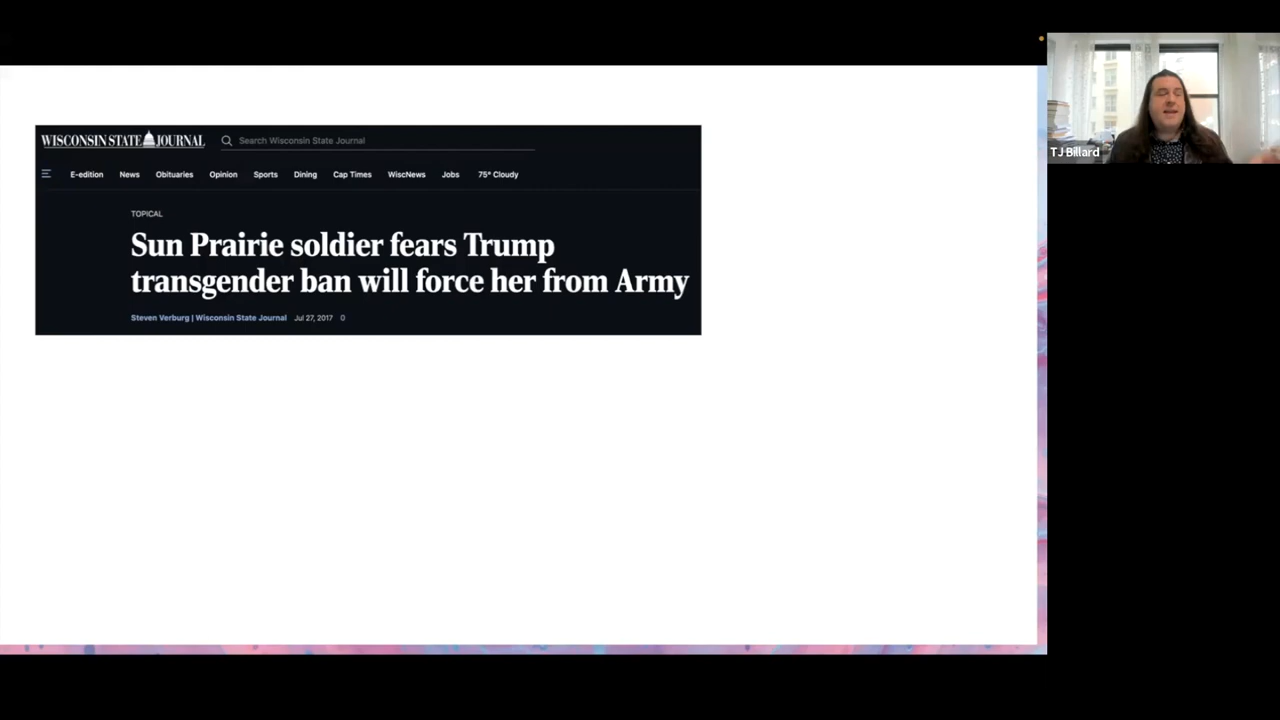 WISCONSIN STATE JOURNAL
Search Wisconsin State Journal
E-edition News Obituaries Opinion Sports Dining Cap Times WiscNews Jobs 75° Cloudy
TOPICAL
Sun Prairie soldier fears Trump
transgender ban will force her from Army
Steven Verburg | Wisconsin State Journal Jul 27, 2017 0
TJ Billard